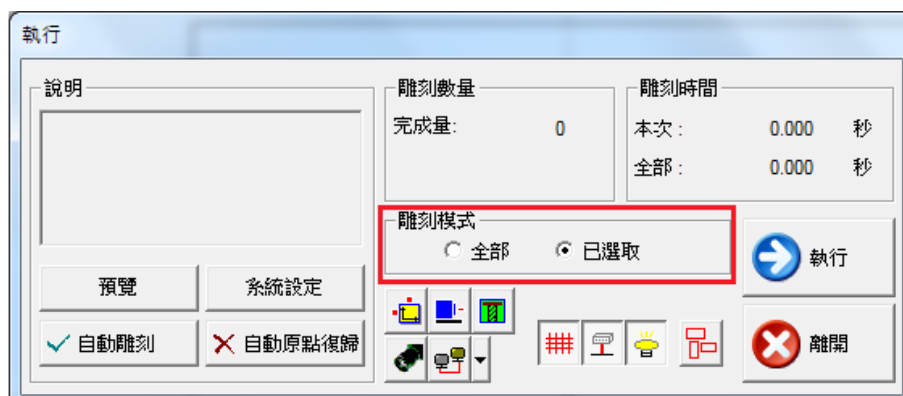 執行
說明
雕刻數量
完成量:
0
雕刻時間
本次 :
0.000
秒
全部 :
0.000
秒
雕刻模式
全部
已選取
執行
預覽
系統設定
自動雕刻
自動原點復歸
離開